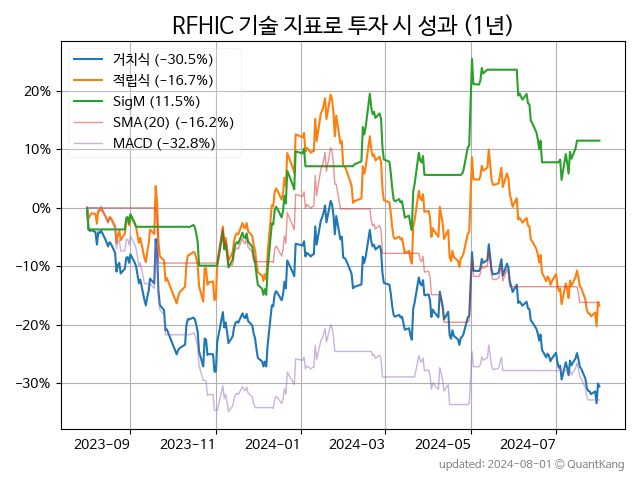 RFHIC 기술 지표로 투자 시 성과 (1년)
거치식 (−30.5%)
적립식 (−16.7%)
SigM (11.5%)
SMA(20) (−16.2%)
MACD (−32.8%)
20%
10%
0%
−10%
−20%
−30%
2023-09 2023-11 2024-01 2024-03 2024-05 2024-07
updated: 2024-08-01 © QuantKang